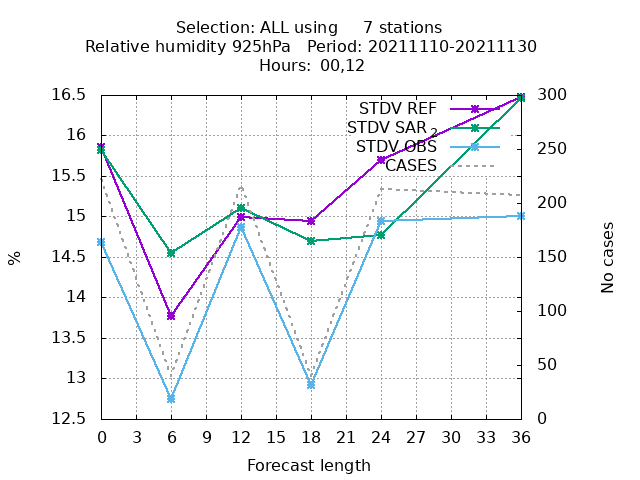 Selection: ALL using     7 stations
Relative humidity 925hPa   Period: 20211110-20211130
Hours:  00,12
16.5
16
15.5
15
14.5
14
13.5
13
12.5
%
STDV REF
STDV SAR 2
STDV OBS
CASES
300
250
200
150
100
50
0
No cases
0 3 6 9 12 15 18 21 24 27 30 33 36
Forecast length